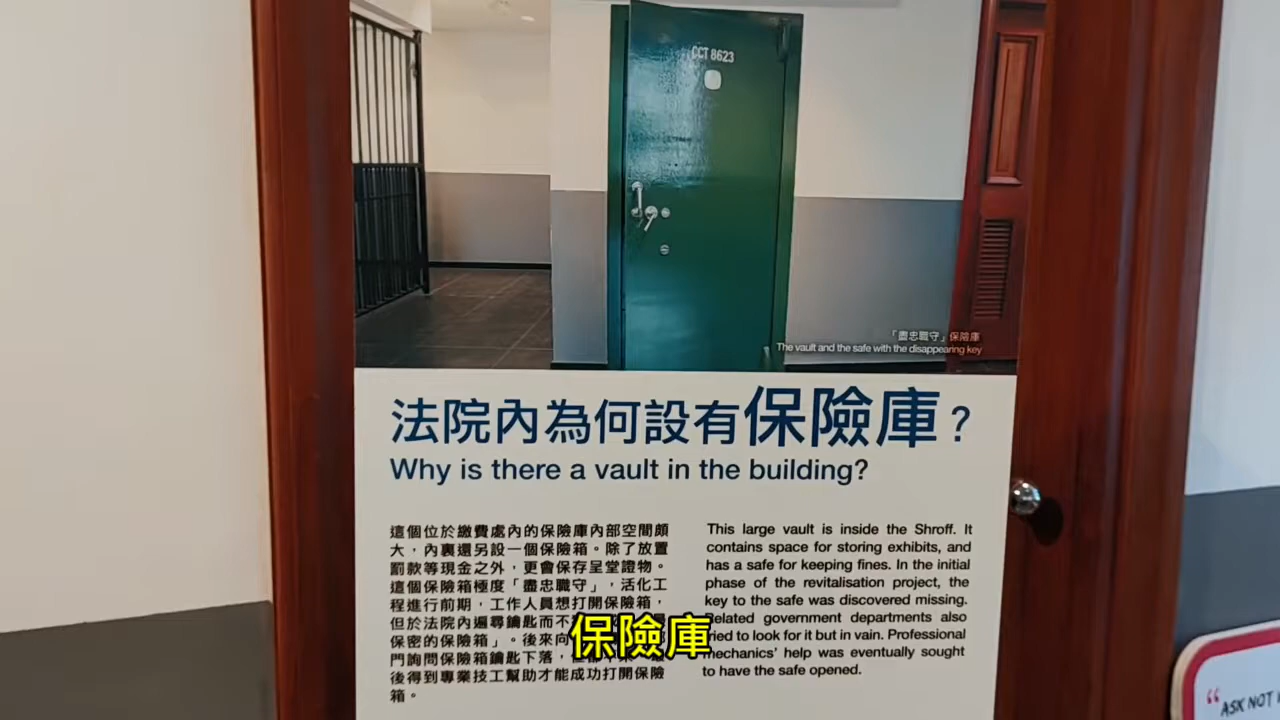 CCT 8623
「盡忠職守」保險庫
The vault and the safe with the disappearing key
法院內為何設有保險庫？
Why is there a vault in the building?
這個位於繳費處內的保險庫內部空間頗
大，內裏還另設一個保險箱。除了放置
罰款等現金之外，更會保存呈堂證物。
這個保險箱極度「盡忠職守」，活化工
程進行前期，工作人員想打開保險箱，
但於法院內遍尋鑰匙而不
保密的保險箱」。後來向
門詢問保險箱鑰匙下落，
後得到專業技工幫助才能成功打開保險
箱。
This large vault is inside the Shroff. It
contains space for storing exhibits, and
has a safe for keeping fines. In the initial
phase of the revitalisation project, the
key to the safe was discovered missing.
Related government departments also
tried to look for it but in vain. Professional
mechanics' help was eventually sought
to have the safe opened.
保險庫
“ASK NOT